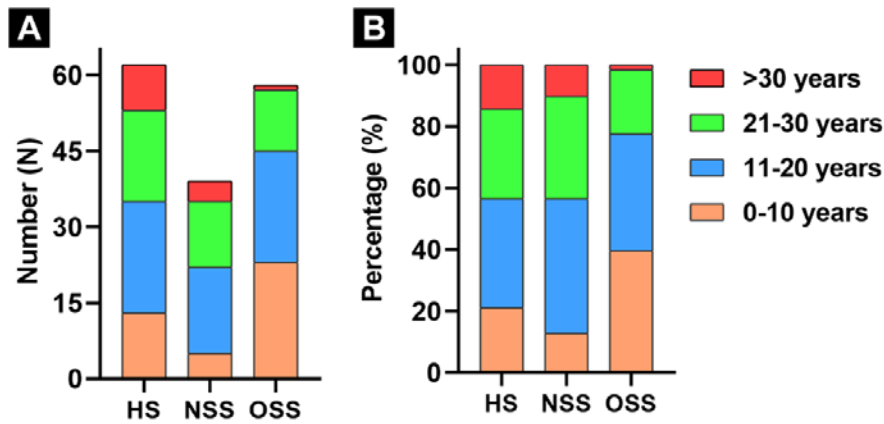 A
Number (N)
60
45
30
15
0
HS NSS OSS
B
Percentage (%)
100
80
60
40
20
0
HS NSS OSS
>30 years
21-30 years
11-20 years
0-10 years